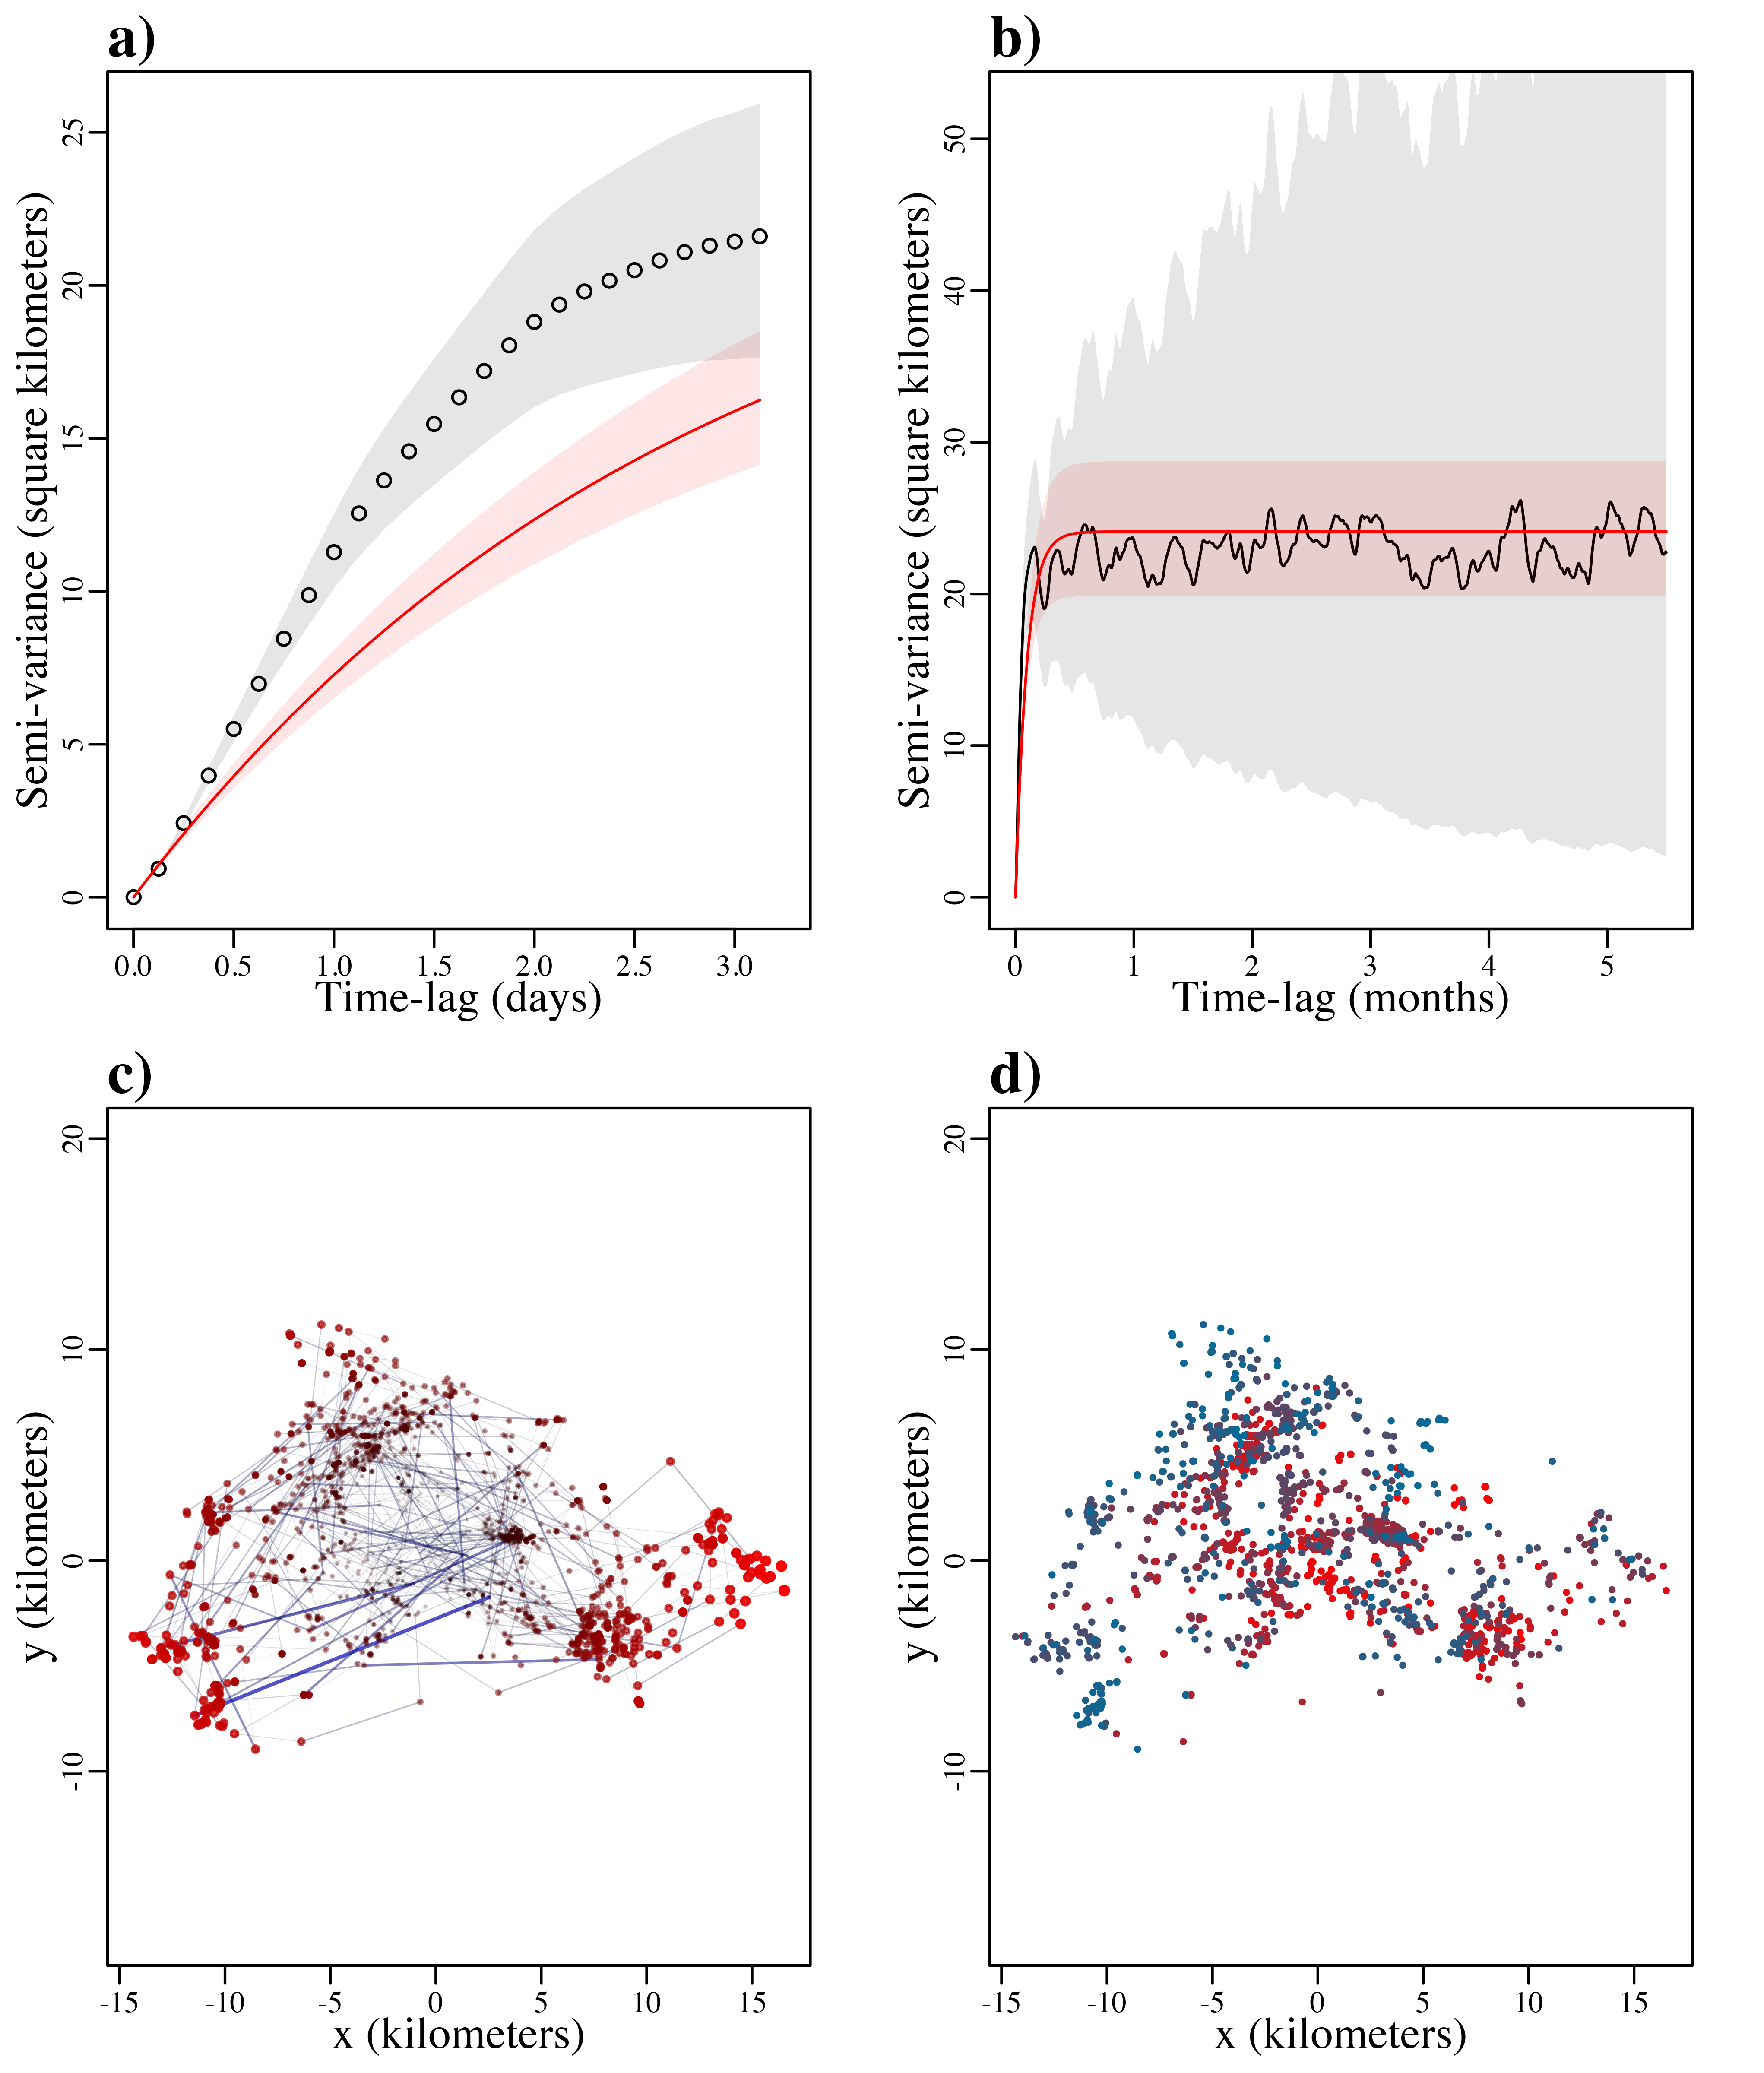 a)
Semi-variance (square kilometers)
25
20
15
10
5
0
0.0 0.5 1.0 1.5 2.0 2.5 3.0
Time-lag (days)
b)
Semi-variance (square kilometers)
50
40
30
20
10
0
0 1 2 3 4 5
Time-lag (months)
c)
y (kilometers)
20
10
0
-10
-15 -10 -5 0 5 10 15
x (kilometers)
d)
y (kilometers)
20
10
0
-10
-15 -10 -5 0 5 10 15
x (kilometers)